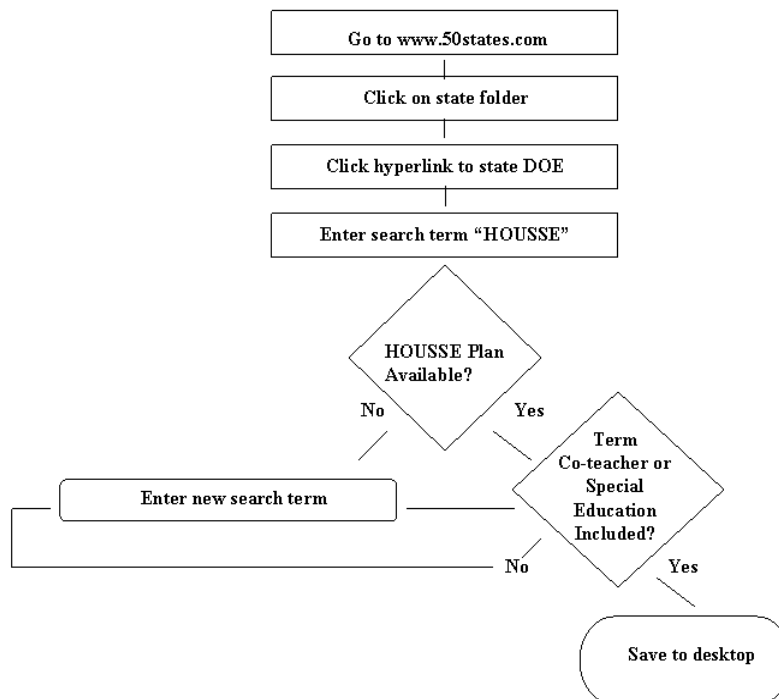 Go to www.50states.com
Click on state folder
Click hyperlink to state DOE
Enter search term “HOUSSE”
HOUSSE Plan
Available?
No
Yes
Term
Co-teacher or
Special
Education
Included?
Enter new search term
No
Yes
Save to desktop